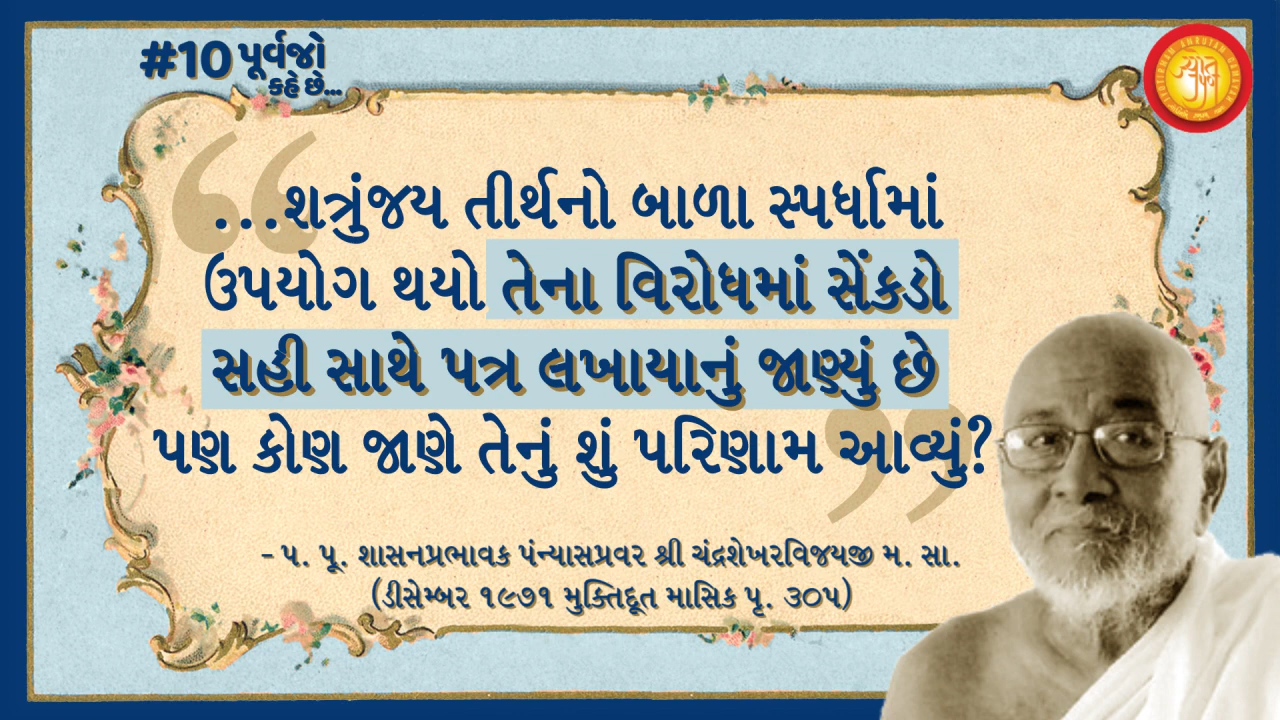 #10 પૂર્વજો
કહે છે...
...શત્રુંજય તીર્થનો બાળા સ્પર્ધામાં
ઉપયોગ થયો તેના વિરોધમાં સેંકડો
સહી સાથે પત્ર લખાયાનું જાણ્યું છે
પણ કોણ જાણે તેનું શું પરિણામ આવ્યું?
- પ. પૂ. શાસનપ્રભાવક પંન્યાસપ્રવર શ્રી ચંદ્રશેખરવિજયજી મ. સા.
(ડીસેમ્બર ૧૯૭૧ મુક્તિદૂત માસિક પૃ. ૩૦૫)